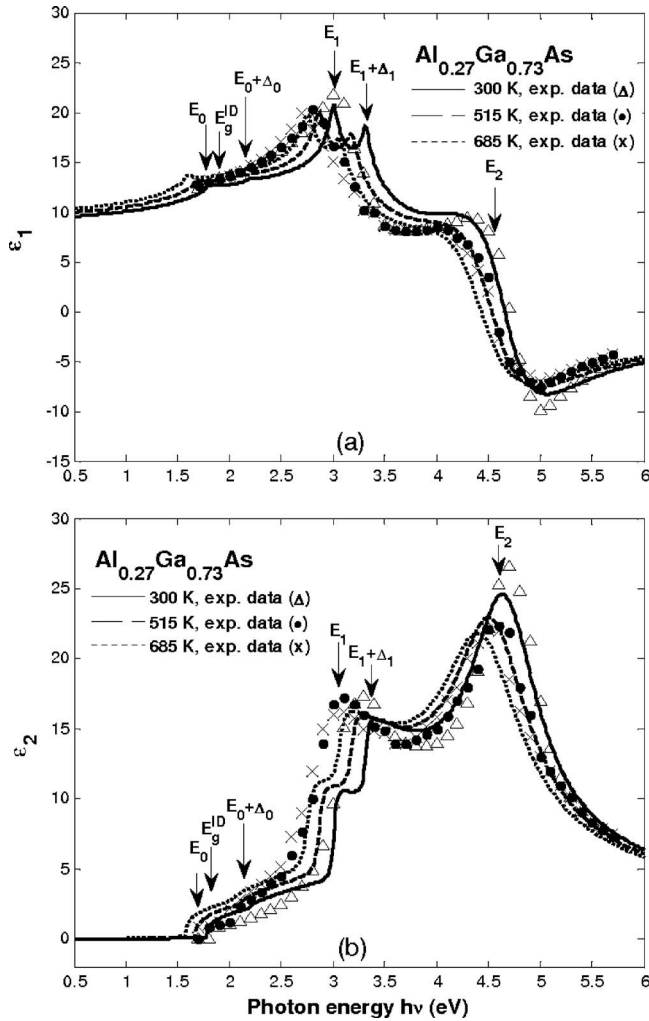 30
25
20
15
10
5
0
-5
-10
-15
ε₁
E₀
E_g^ID
E₀+Δ₀
E₁
E₁+Δ₁
E₂
Al₀.₂₇Ga₀.₇₃As
300 K, exp. data (Δ)
515 K, exp. data (●)
685 K, exp. data (x)
(a)
0.5 1 1.5 2 2.5 3 3.5 4 4.5 5 5.5 6
30
25
20
15
10
5
0
ε₂
Al₀.₂₇Ga₀.₇₃As
300 K, exp. data (Δ)
515 K, exp. data (●)
685 K, exp. data (x)
E₀
E_g^ID
E₀+Δ₀
E₁
E₁+Δ₁
E₂
(b)
0.5 1 1.5 2 2.5 3 3.5 4 4.5 5 5.5 6
Photon energy hν (eV)